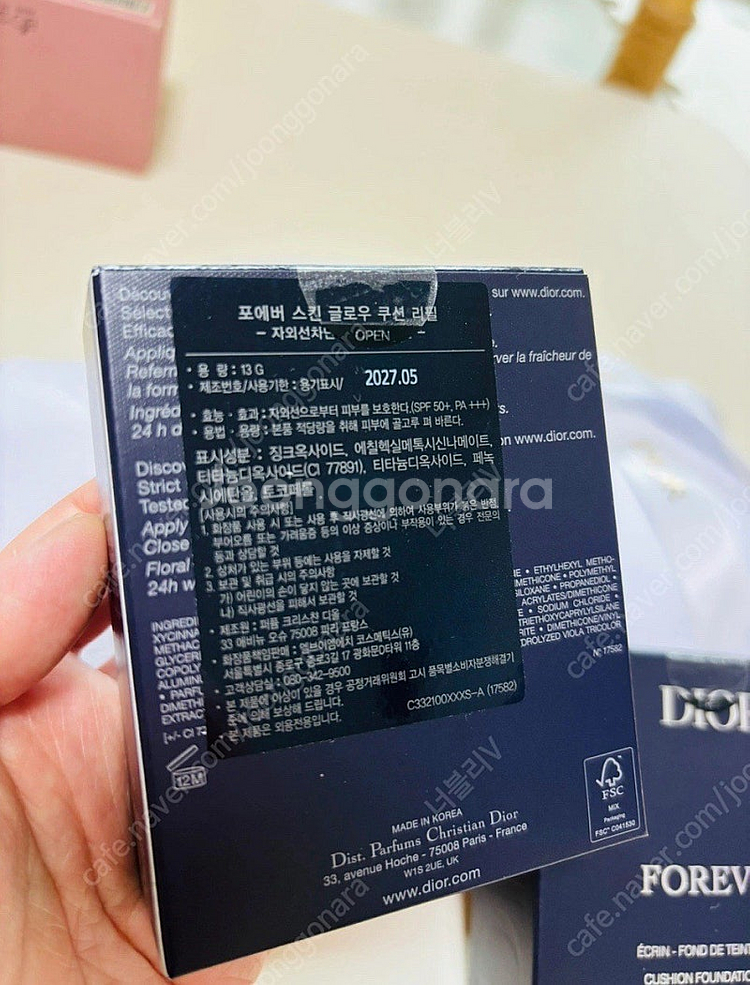 sur www.dior.com.
Découv
Sélect
Efficac
Appliq
rver la fraîcheur de
Referm
la form
Ingréd
24 h d
on www.dior.com.
Discov
Strict
Tested
Apply
Close
Floral
24h w
포에버 스킨 글로우 쿠션 리필
- 자외선차단
OPEN
· 용 량 : 13 G
· 제조번호/사용기한 : 용기표시/ 2027.05
· 효능 · 효과 : 자외선으로부터 피부를 보호한다.(SPF 50+, PA +++)
· 용법 · 용량 : 본품 적당량을 취해 피부에 골고루 펴 바른다.
표시성분 : 징크옥사이드, 에칠헥실메톡시신나메이트,
티타늄디옥사이드(CI 77891), 티타늄디옥사이드, 페녹
시에탄올, 토코페롤
[사용시의 주의사항]
1. 화장품 사용 시 또는 사용 후 직사광선에 의하여 사용부위가 붉은 반점,
부어오름 또는 가려움증 등의 이상 증상이나 부작용이 있는 경우 전문의
등과 상담할 것
2. 상처가 있는 부위 등에는 사용을 자제할 것
3. 보관 및 취급 시의 주의사항
가) 어린이의 손이 닿지 않는 곳에 보관할 것
나) 직사광선을 피해서 보관할 것
· 제조원 : 퍼퓸 크리스챤 디올
33 애비뉴 오슈 75008 파리 프랑스
· 화장품책임판매 : 엘브이엠에치 코스메틱스(유)
서울특별시 종로구 종로3길 17 광화문D타워 11층
· 고객상담실 : 080-342-9500
· 본 제품에 이상이 있을 경우 공정거래위원회 고시 품목별소비자분쟁해결기
준에 의해 보상해 드립니다.
· 본 제품은 외용전용입니다.
C332100XXXS-A (17582)
INGREDI
XYCINNA
METHAC
GLYCER
COPOLY
ALUMIN
• PARF
DIMETH
EXTRAC
[+/- CI 77
• ETHYLHEXYL METHO-
METHICONE • POLYMETHYL
SILOXANE • PROPANEDIOL •
ACRYLATES/DIMETHICONE
E • SODIUM CHLORIDE •
TRIETHOXYCAPRYLYLSILANE
RITE • DIMETHICONE/VINYL
DROLYZED VIOLA TRICOLOR
N° 17582
12M
FSC
MIX
Packaging
FSC® C041530
MADE IN KOREA
Dist. Parfums Christian Dior
33, avenue Hoche - 75008 Paris - France
W1S 2UE, UK
www.dior.com
DIOR
FOREV
ÉCRIN - FOND DE TEINT
CUSHION FOUNDATIO
joonggonara
cafe.naver.com/joonggonara
너블리V